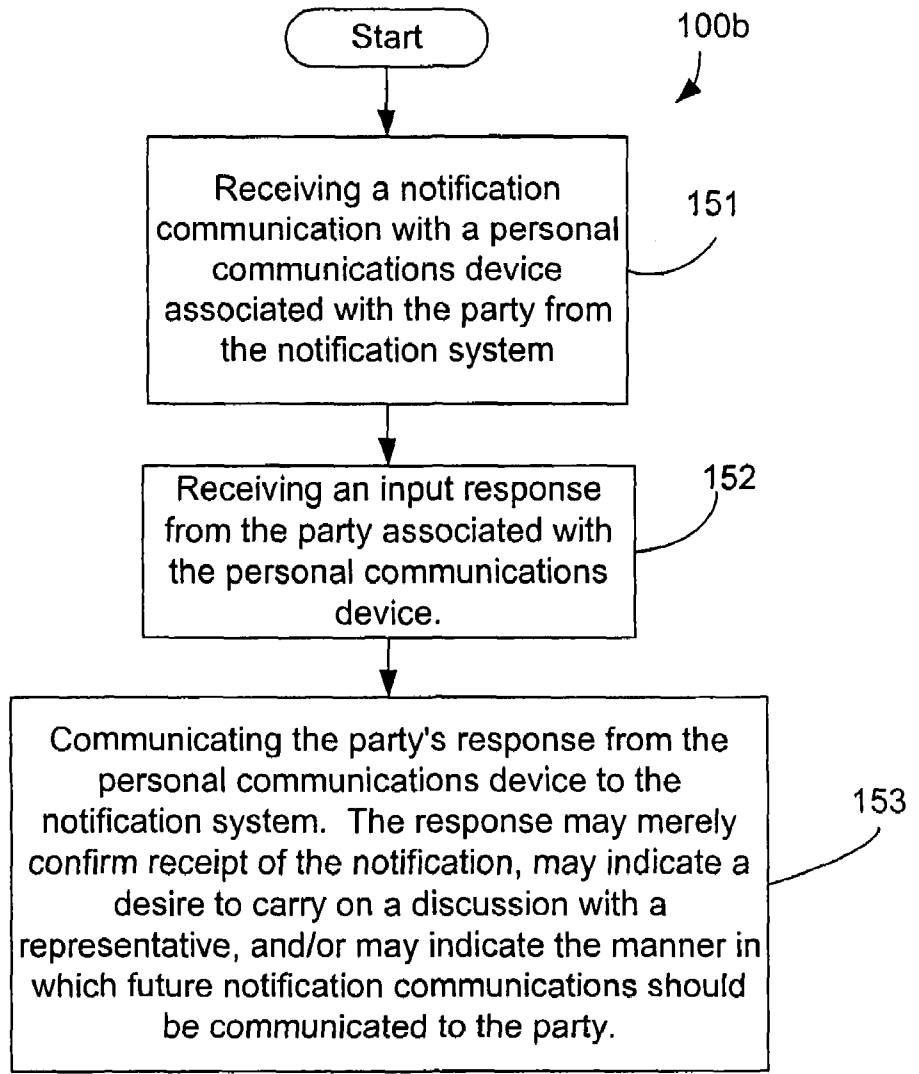 Start
100b
Receiving a notification
communication with a personal
communications device
associated with the party from
the notification system
151
Receiving an input response
from the party associated with
the personal communications
device.
152
Communicating the party's response from the
personal communications device to the
notification system. The response may merely
confirm receipt of the notification, may indicate a
desire to carry on a discussion with a
representative, and/or may indicate the manner in
which future notification communications should
be communicated to the party.
153